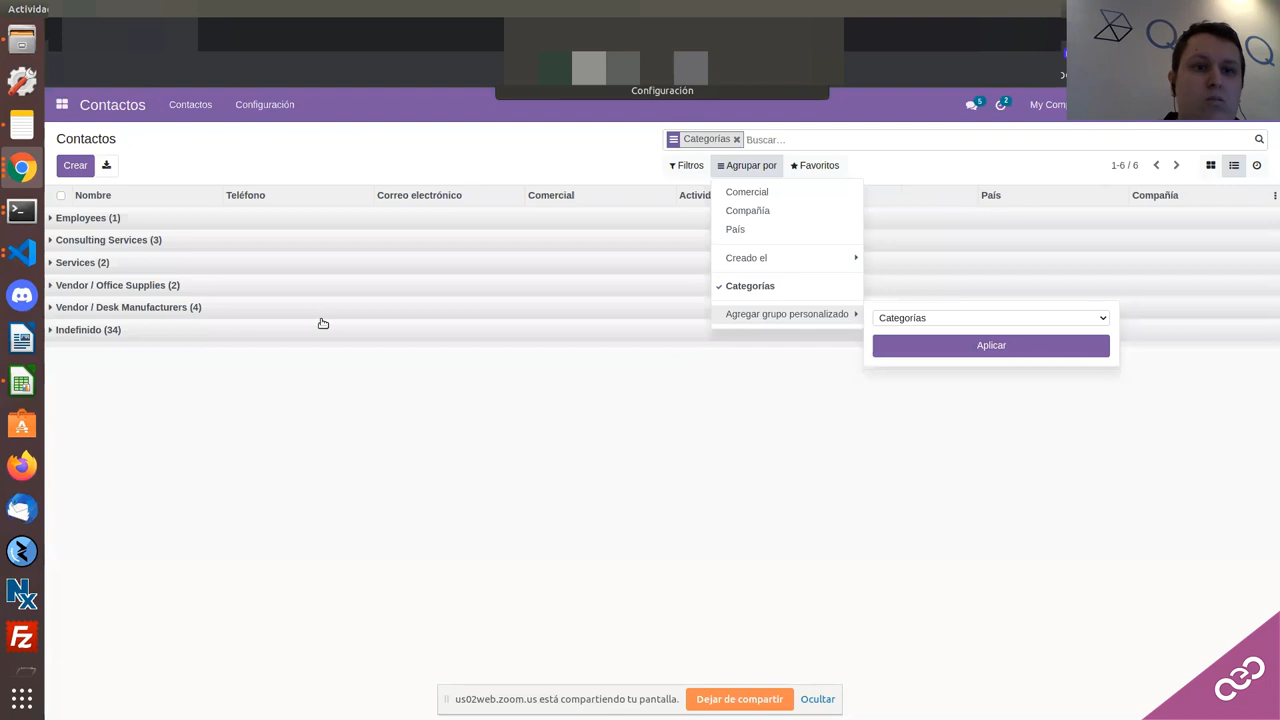 Activida
Configuración
Contactos Contactos Configuración 5 2 My Comp
Contactos
Categorías × Buscar...
Crear
Filtros Agrupar por Favoritos 1-6 / 6
Nombre Teléfono Correo electrónico Comercial Activid País Compañía
Employees (1)
Consulting Services (3)
Services (2)
Vendor / Office Supplies (2)
Vendor / Desk Manufacturers (4)
Indefinido (34)
Comercial
Compañía
País
Creado el
Categorías
Agregar grupo personalizado
Categorías
Aplicar
us02web.zoom.us está compartiendo tu pantalla. Dejar de compartir Ocultar